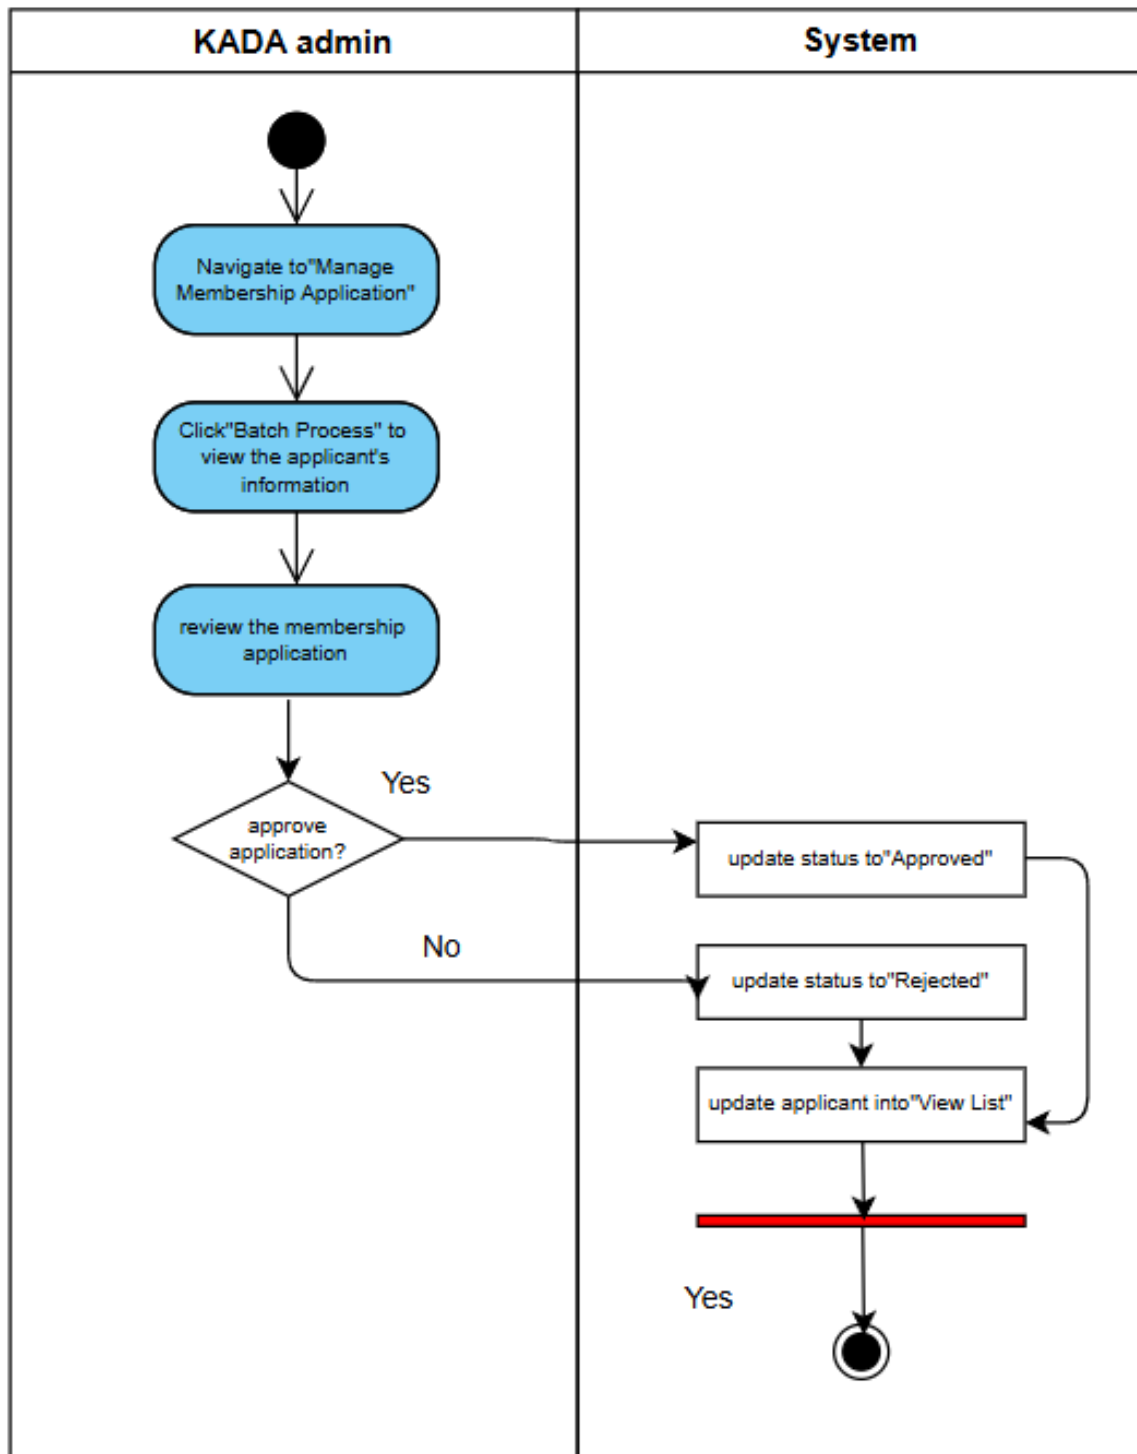 KADA admin
System
Navigate to"Manage
Membership Application"
Click"Batch Process" to
view the applicant's
information
review the membership
application
approve
application?
Yes
No
update status to"Approved"
update status to"Rejected"
update applicant into"View List"
Yes